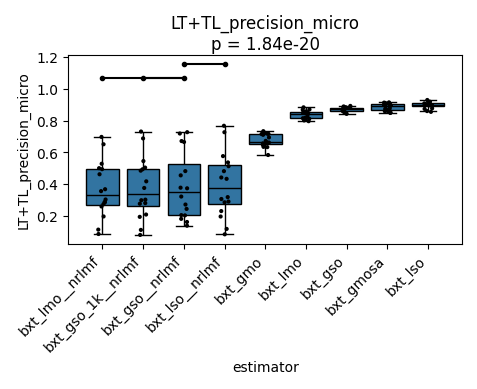 LT+TL_precision_micro
p = 1.84e-20
LT+TL_precision_micro
1.2
1.0
0.8
0.6
0.4
0.2
bxt_lmo__nrlmf
bxt_gso_1k__nrlmf
bxt_gso__nrlmf
bxt_lso__nrlmf
bxt_gmo
bxt_lmo
bxt_gso
bxt_gmosa
bxt_lso
estimator